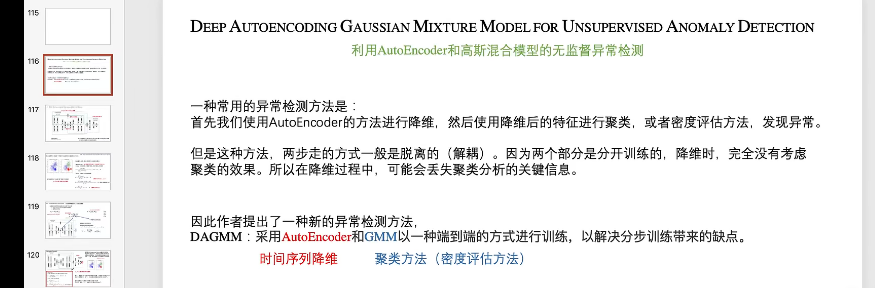 115
DEEP AUTOENCODING GAUSSIAN MIXTURE MODEL FOR UNSUPERVISED ANOMALY DETECTION
利用AutoEncoder和高斯混合模型的无监督异常检测
116
一种常用的异常检测方法是：
首先我们使用AutoEncoder的方法进行降维，然后使用降维后的特征进行聚类，或者密度评估方法，发现异常。
117
但是这种方法，两步走的方式一般是脱离的（解耦）。因为两个部分是分开训练的，降维时，完全没有考虑
聚类的效果。所以在降维过程中，可能会丢失聚类分析的关键信息。
118
119
因此作者提出了一种新的异常检测方法，
DAGMM：采用AutoEncoder和GMM以一种端到端的方式进行训练，以解决分步训练带来的缺点。
时间序列降维 聚类方法（密度评估方法）
120